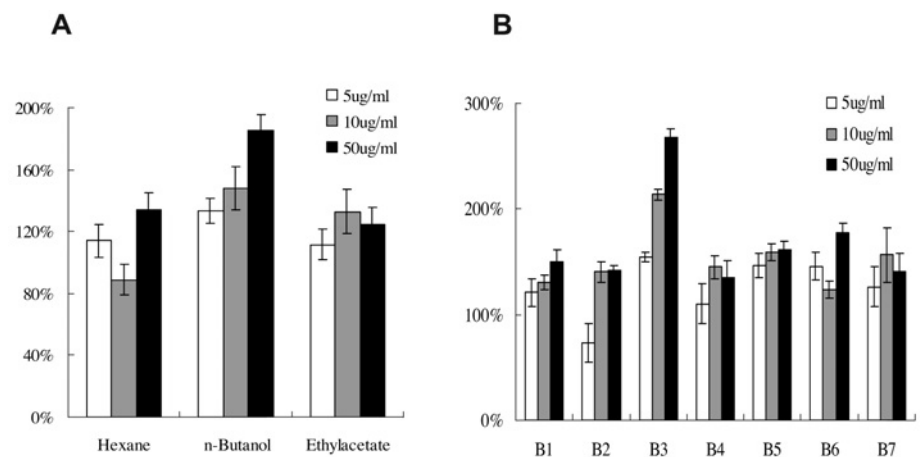 A
200%
160%
120%
80%
40%
0%
5ug/ml
10ug/ml
50ug/ml
Hexane
n-Butanol
Ethylacetate
B
300%
200%
100%
0%
5ug/ml
10ug/ml
50ug/ml
B1
B2
B3
B4
B5
B6
B7